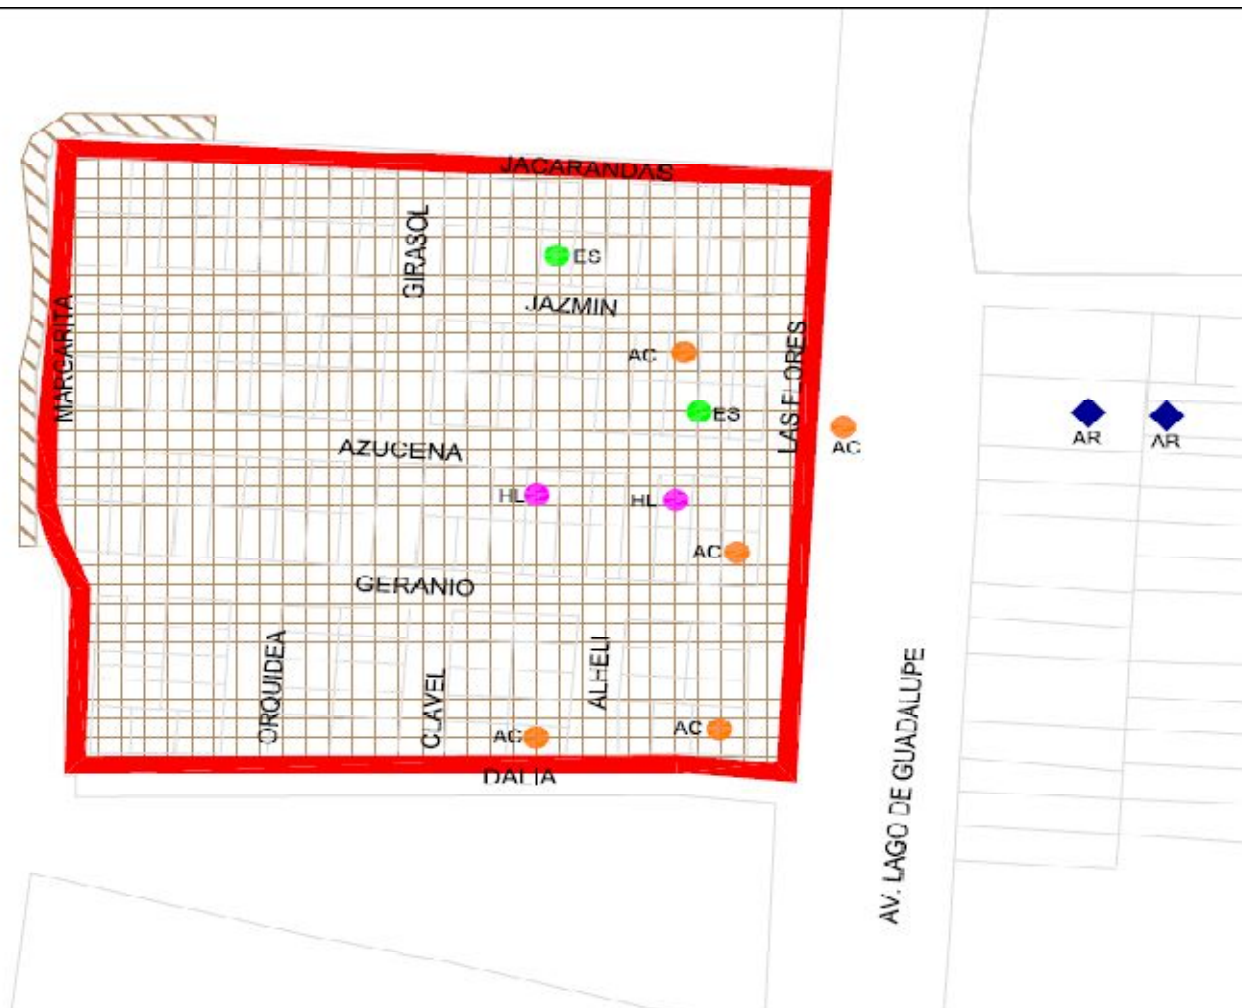 JACARANDAS
GIRASOL
ES
JAZMIN
MARGARITA
AC
LAS FLORES
ES
AR
AR
AC
AZUCENA
HL
HL
AC
GERANIO
ORQUIDEA
CLAVEL
ALHELI
AV. LAGO DE GUADALUPE
AC
AC
DALIA